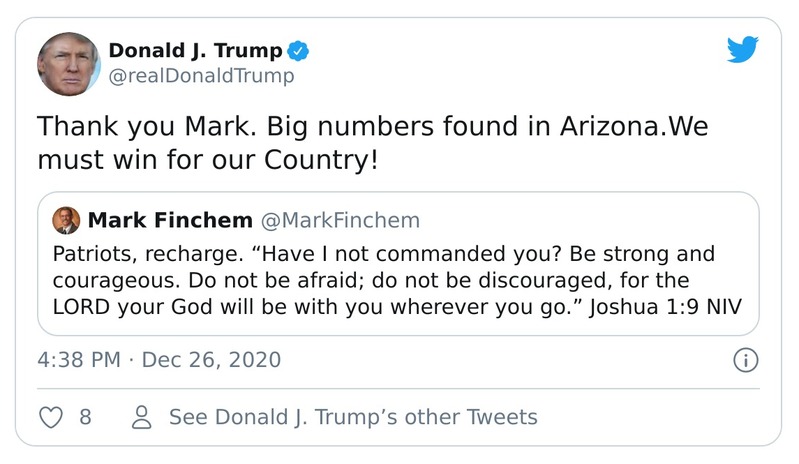 Donald J. Trump
@realDonaldTrump
Thank you Mark. Big numbers found in Arizona.We
must win for our Country!
Mark Finchem @MarkFinchem
Patriots, recharge. “Have I not commanded you? Be strong and
courageous. Do not be afraid; do not be discouraged, for the
LORD your God will be with you wherever you go.” Joshua 1:9 NIV
4:38 PM · Dec 26, 2020
8 See Donald J. Trump’s other Tweets